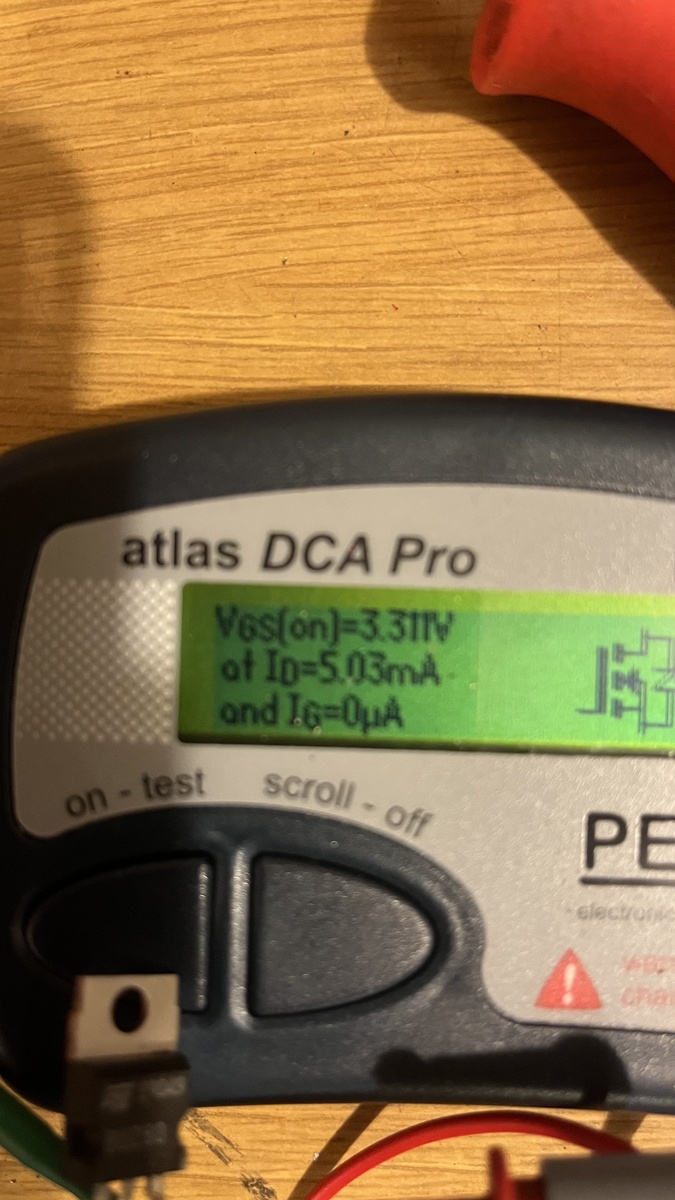 atlas DCA Pro
VGS(on)=3.311V
at ID=5.03mA
and IG=0µA
on - test
scroll - off
PE